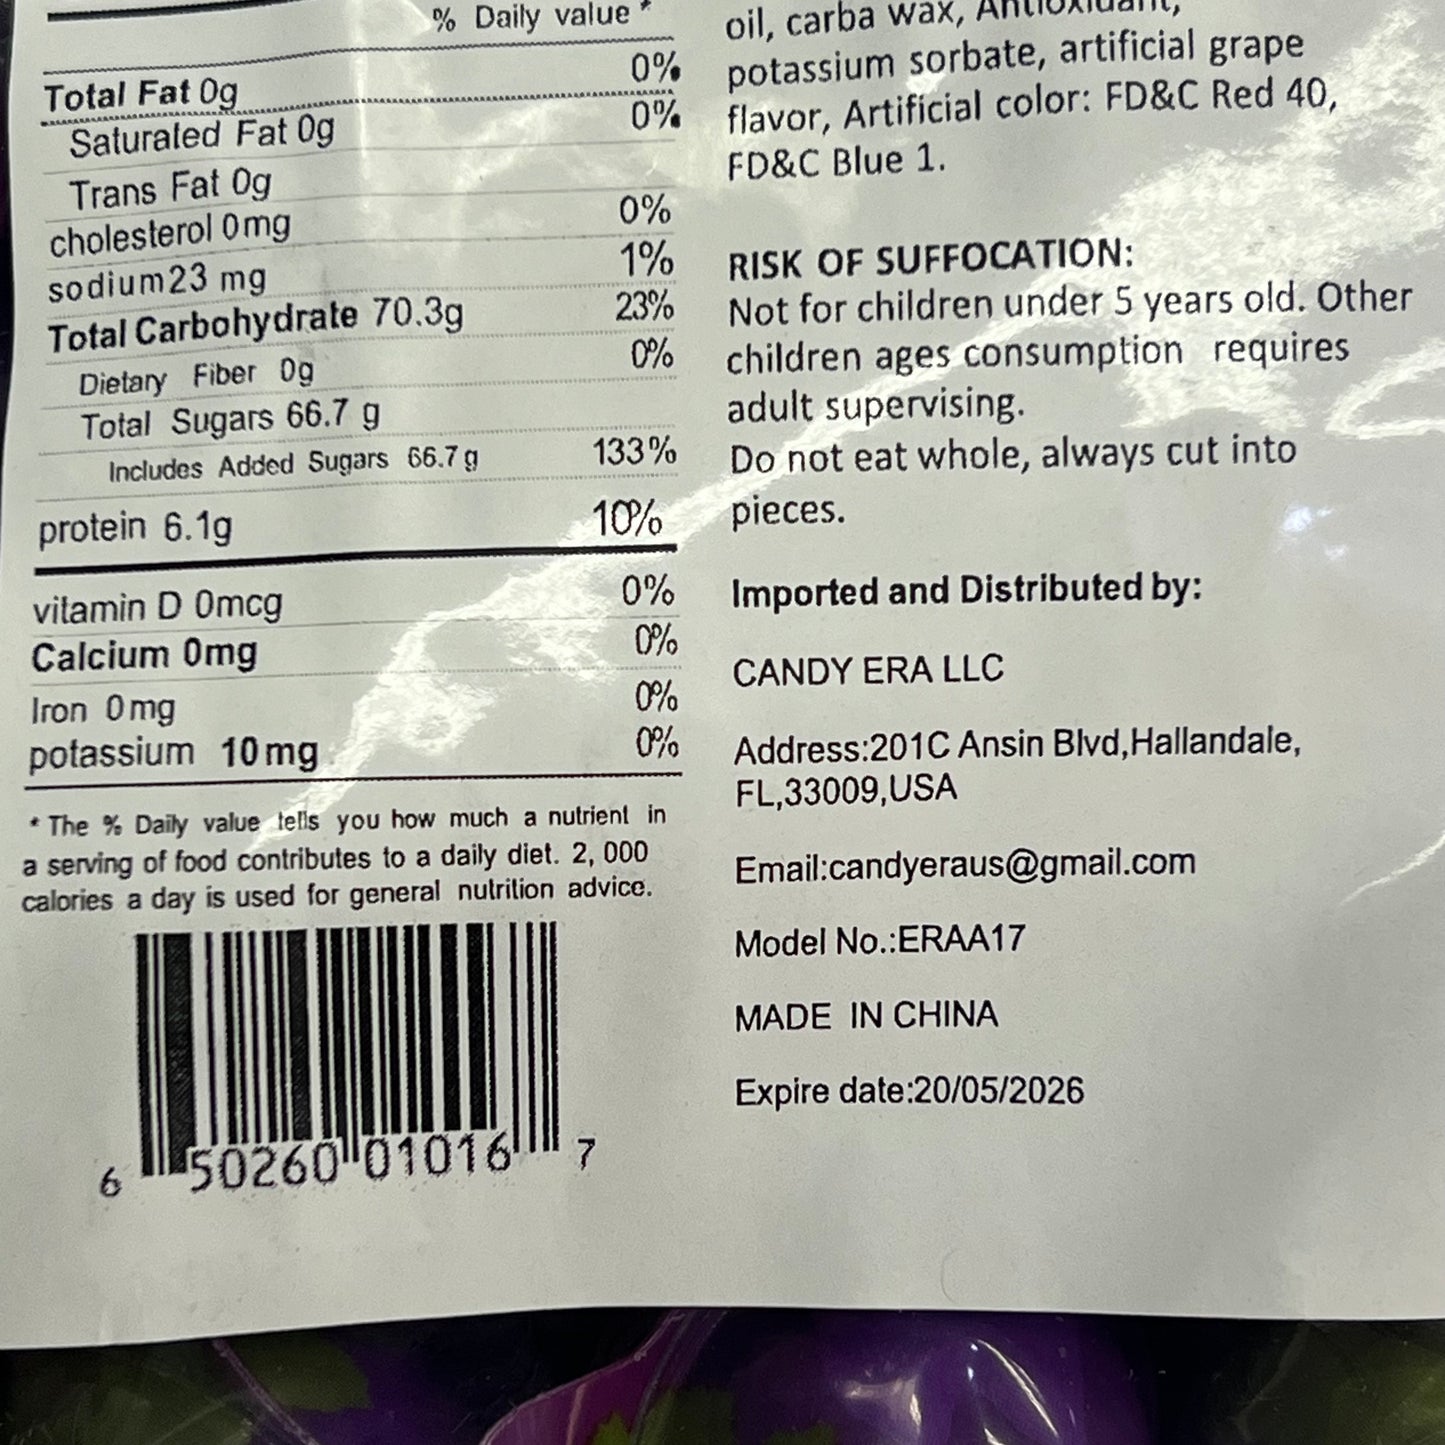 % Daily value *
Total Fat 0g 0%
Saturated Fat 0g 0%
Trans Fat 0g
cholesterol 0mg 0%
sodium23 mg 1%
Total Carbohydrate 70.3g 23%
Dietary Fiber 0g 0%
Total Sugars 66.7 g
Includes Added Sugars 66.7g 133%
protein 6.1g 10%
vitamin D 0mcg 0%
Calcium 0mg 0%
Iron 0mg 0%
potassium 10mg 0%
* The % Daily value tells you how much a nutrient in
a serving of food contributes to a daily diet. 2, 000
calories a day is used for general nutrition advice.
6 50260 01016 7
oil, carba wax, Antioxidant,
potassium sorbate, artificial grape
flavor, Artificial color: FD&C Red 40,
FD&C Blue 1.
RISK OF SUFFOCATION:
Not for children under 5 years old. Other
children ages consumption requires
adult supervising.
Do not eat whole, always cut into
pieces.
Imported and Distributed by:
CANDY ERA LLC
Address:201C Ansin Blvd,Hallandale,
FL,33009,USA
Email:candyeraus@gmail.com
Model No.:ERAA17
MADE IN CHINA
Expire date:20/05/2026